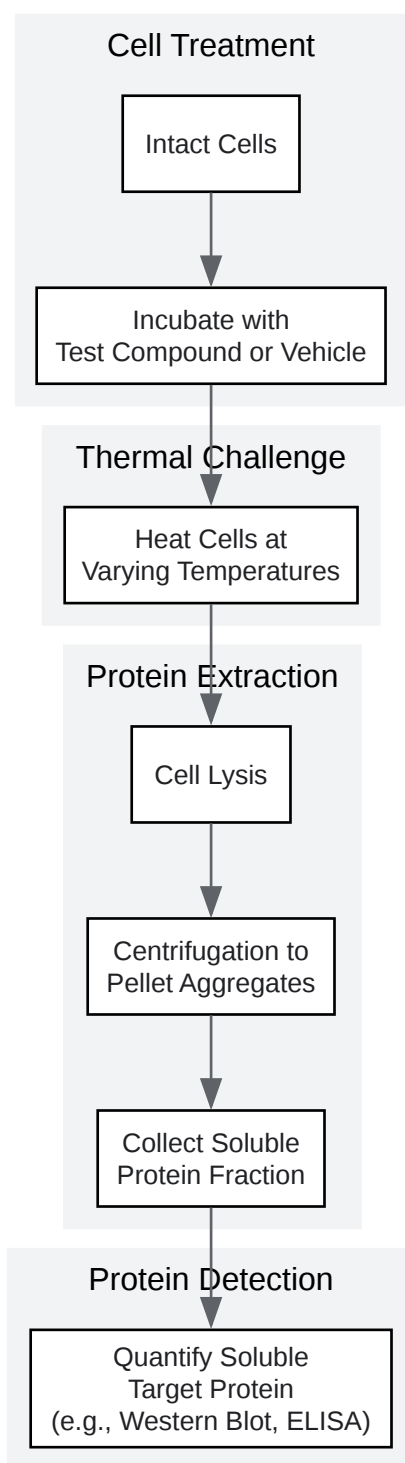 Cell Treatment
Intact Cells
Incubate with
Test Compound or Vehicle
Thermal Challenge
Heat Cells at
Varying Temperatures
Protein Extraction
Cell Lysis
Centrifugation to
Pellet Aggregates
Collect Soluble
Protein Fraction
Protein Detection
Quantify Soluble
Target Protein
(e.g., Western Blot, ELISA)